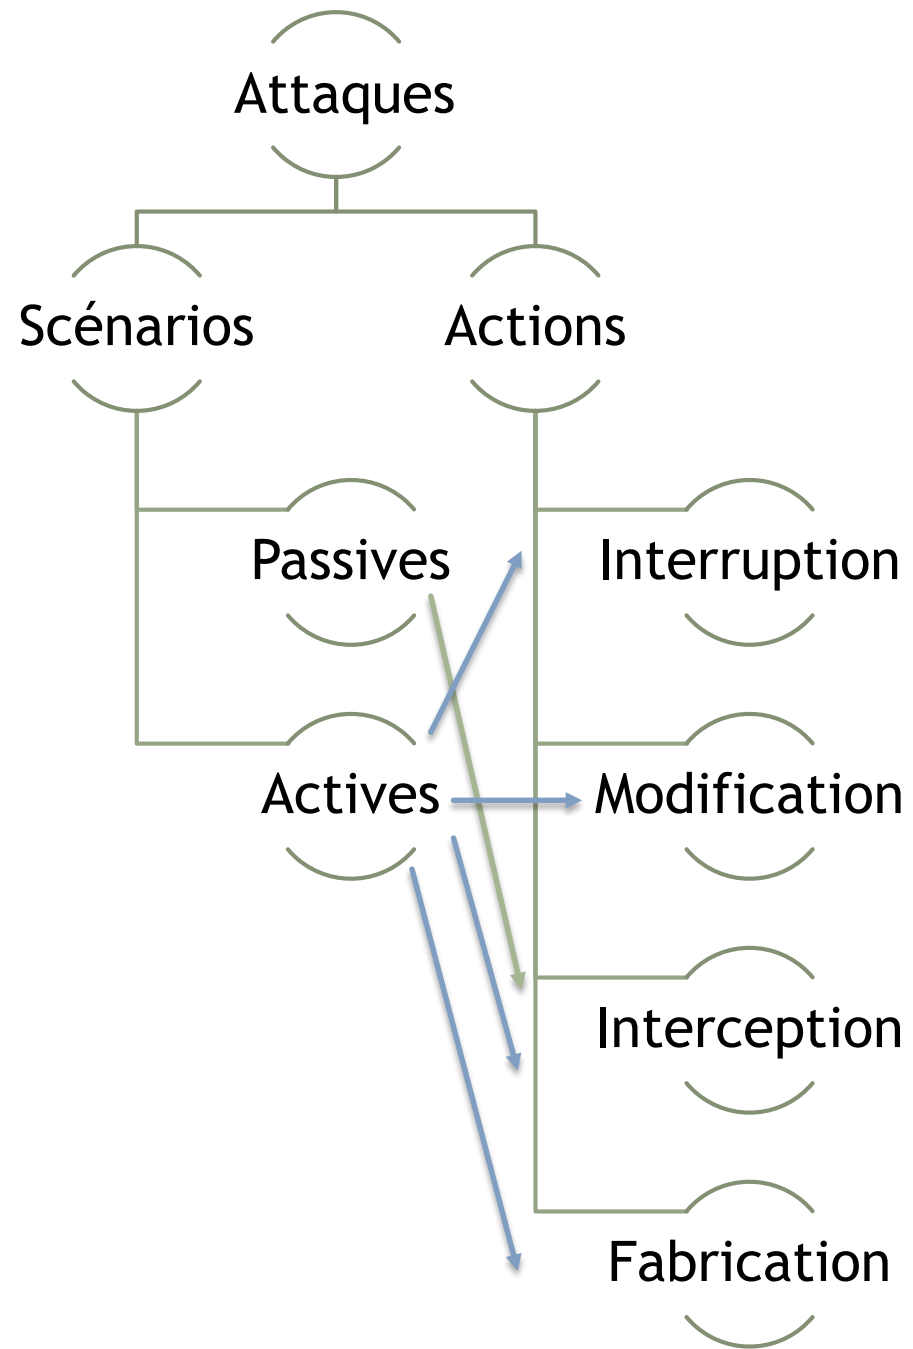 Attaques
Scénarios
Actions
Passives
Interruption
Actives
Modification
Interception
Fabrication